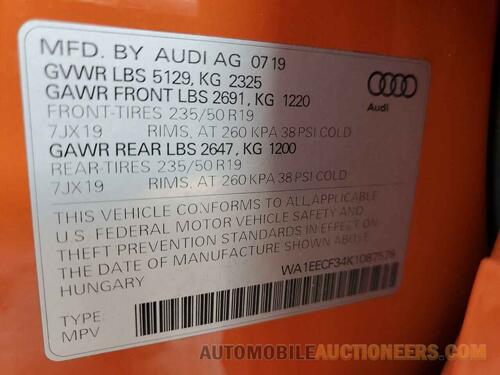 MFD. BY AUDI AG 0719
GVWR LBS 5129, KG 2325
GAWR FRONT LBS 2691, KG 1220
FRONT-TIRES 235/50 R19
7JX19 RIMS, AT 260 KPA 38 PSI COLD
GAWR REAR LBS 2647, KG 1200
REAR-TIRES 235/50 R19
7JX19 RIMS, AT 260 KPA 38 PSI COLD
Audi
THIS VEHICLE CONFORMS TO ALL APPLICABLE
U.S. FEDERAL MOTOR VEHICLE SAFETY AND
THEFT PREVENTION STANDARDS IN EFFECT ON
THE DATE OF MANUFACTURE SHOWN ABOVE.
HUNGARY
WA1EECF34K1087578
TYPE
MPV
AUTOMOBILEAUCTIONEERS.COM